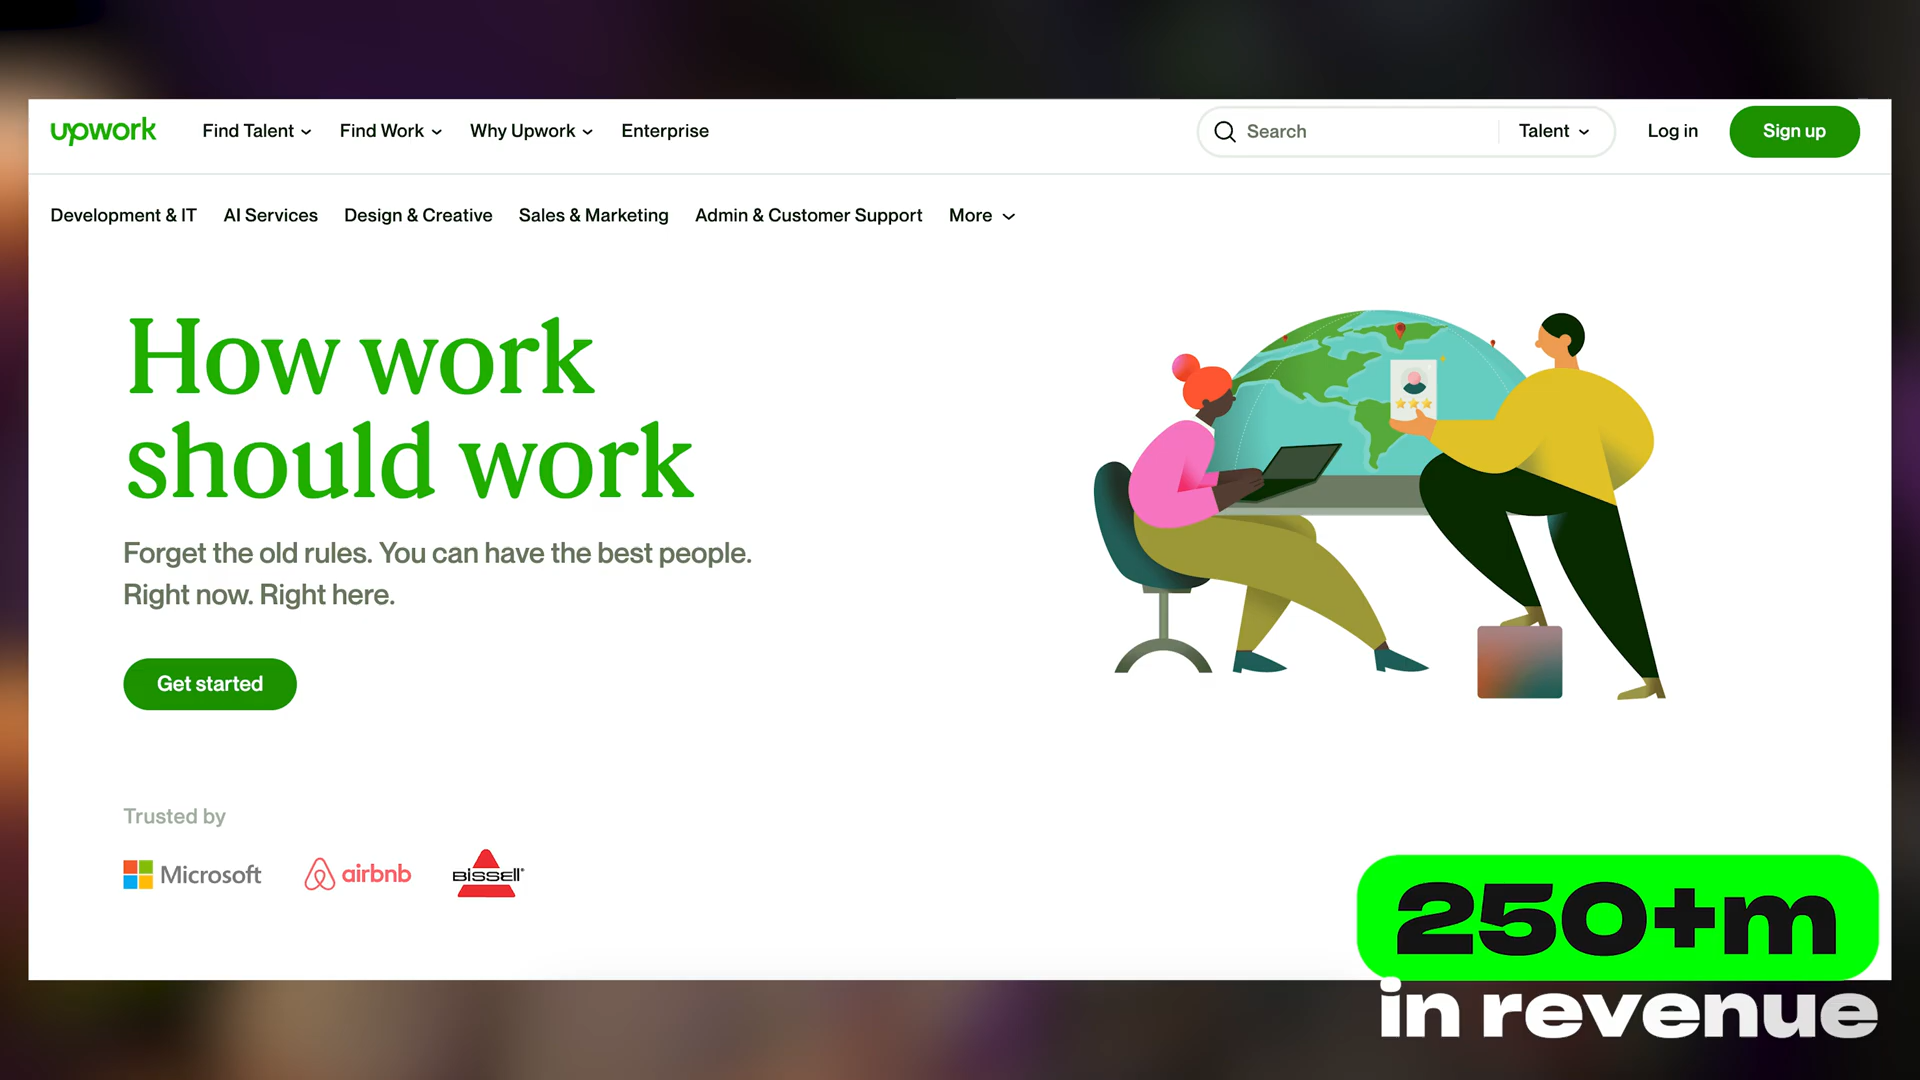 upwork
Find Talent
Find Work
Why Upwork
Enterprise
Search
Talent
Log in
Sign up
Development & IT
AI Services
Design & Creative
Sales & Marketing
Admin & Customer Support
More
How work
should work
Forget the old rules. You can have the best people.
Right now. Right here.
Get started
Trusted by
Microsoft
airbnb
BISSELL®
250+m
in revenue